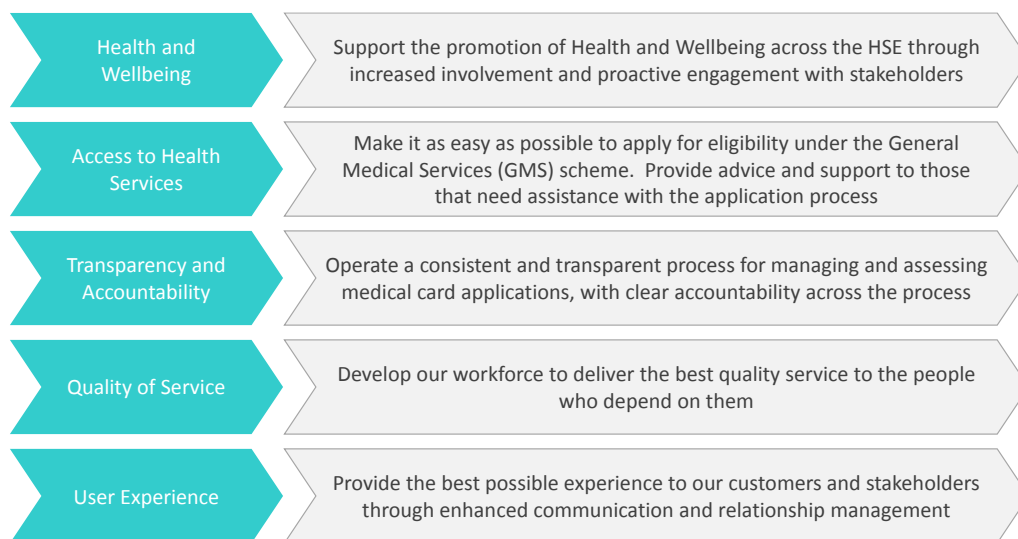 Health and
Wellbeing
Support the promotion of Health and Wellbeing across the HSE through
increased involvement and proactive engagement with stakeholders
Access to Health
Services
Make it as easy as possible to apply for eligibility under the General
Medical Services (GMS) scheme.  Provide advice and support to those
that need assistance with the application process
Transparency and
Accountability
Operate a consistent and transparent process for managing and assessing
medical card applications, with clear accountability across the process
Quality of Service
Develop our workforce to deliver the best quality service to the people
who depend on them
User Experience
Provide the best possible experience to our customers and stakeholders
through enhanced communication and relationship management